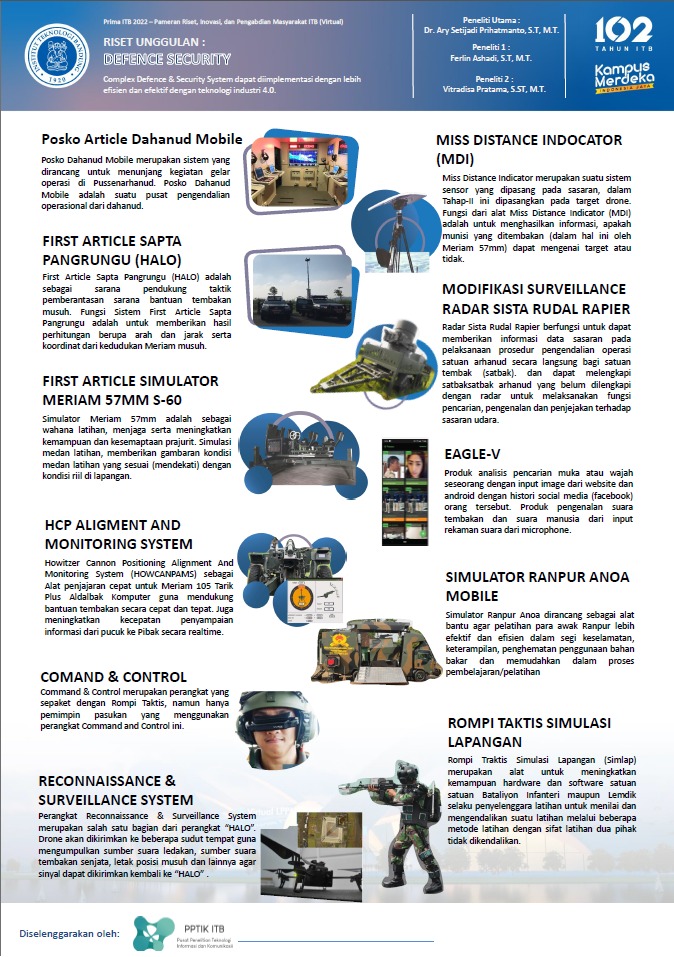 Prima ITB 2022 – Pameran Riset, Inovasi, dan Pengabdian Masyarakat ITB (Virtual)
RISET UNGGULAN :
DEFENCE SECURITY
Complex Defence & Security System dapat diimplementasi dengan lebih
efisien dan efektif dengan teknologi industri 4.0.
INSTITUT TEKNOLOGI BANDUNG
1920
Peneliti Utama :
Dr. Ary Setijadi Prihatmanto, S.T, M.T.
Peneliti 1 :
Ferlin Ashadi, S.T, M.T.
Peneliti 2 :
Vitradisa Pratama, S.ST, M.T.
102
TAHUN ITB
Kampus
Merdeka
INDONESIA JAYA
Posko Article Dahanud Mobile
Posko Dahanud Mobile merupakan sistem yang
dirancang untuk menunjang kegiatan gelar
operasi di Pussenarhanud. Posko Dahanud
Mobile adalah suatu pusat pengendalian
operasional dari dahanud.
FIRST ARTICLE SAPTA
PANGRUNGU (HALO)
First Article Sapta Pangrungu (HALO) adalah
sebagai sarana pendukung taktik
pemberantasan sarana bantuan tembakan
musuh. Fungsi Sistem First Article Sapta
Pangrungu adalah untuk memberikan hasil
perhitungan berupa arah dan jarak serta
koordinat dari kedudukan Meriam musuh.
FIRST ARTICLE SIMULATOR
MERIAM 57MM S-60
Simulator Meriam 57mm adalah sebagai
wahana latihan, menjaga serta meningkatkan
kemampuan dan kesemaptaan prajurit. Simulasi
medan latihan, memberikan gambaran kondisi
medan latihan yang sesuai (mendekati) dengan
kondisi riil di lapangan.
HCP ALIGMENT AND
MONITORING SYSTEM
Howitzer Cannon Positioning Alignment And
Monitoring System (HOWCANPAMS) sebagai
Alat penjajaran cepat untuk Meriam 105 Tarik
Plus Aldalbak Komputer guna mendukung
bantuan tembakan secara cepat dan tepat. Juga
meningkatkan kecepatan penyampaian
informasi dari pucuk ke Pibak secara realtime.
COMAND & CONTROL
Command & Control merupakan perangkat yang
sepaket dengan Rompi Taktis, namun hanya
pemimpin pasukan yang menggunakan
perangkat Command and Control ini.
RECONNAISSANCE &
SURVEILLANCE SYSTEM
Perangkat Reconnaissance & Surveillance System
merupakan salah satu bagian dari perangkat “HALO”.
Drone akan dikirimkan ke beberapa sudut tempat guna
mengumpulkan sumber suara ledakan, sumber suara
tembakan senjata, letak posisi musuh dan lainnya agar
sinyal dapat dikirimkan kembali ke “HALO” .
MISS DISTANCE INDOCATOR
(MDI)
Miss Distance Indicator merupakan suatu sistem
sensor yang dipasang pada sasaran, dalam
Tahap-II ini dipasangkan pada target drone.
Fungsi dari alat Miss Distance Indicator (MDI)
adalah untuk menghasilkan informasi, apakah
munisi yang ditembakan (dalam hal ini oleh
Meriam 57mm) dapat mengenai target atau
tidak.
MODIFIKASI SURVEILLANCE
RADAR SISTA RUDAL RAPIER
Radar Sista Rudal Rapier berfungsi untuk dapat
memberikan informasi data sasaran pada
pelaksanaan prosedur pengendalian operasi
satuan arhanud secara langsung bagi satuan
tembak (satbak). dan dapat melengkapi
satbaksatbak arhanud yang belum dilengkapi
dengan radar untuk melaksanakan fungsi
pencarian, pengenalan dan penjejakan terhadap
sasaran udara.
EAGLE-V
Produk analisis pencarian muka atau wajah
seseorang dengan input image dari website dan
android dengan histori social media (facebook)
orang tersebut. Produk pengenalan suara
tembakan dan suara manusia dari input
rekaman suara dari microphone.
SIMULATOR RANPUR ANOA
MOBILE
Simulator Ranpur Anoa dirancang sebagai alat
bantu agar pelatihan para awak Ranpur lebih
efektif dan efisien dalam segi keselamatan,
keterampilan, penghematan penggunaan bahan
bakar dan memudahkan dalam proses
pembelajaran/pelatihan
ROMPI TAKTIS SIMULASI
LAPANGAN
Rompi Traktis Simulasi Lapangan (Simlap)
merupakan alat untuk meningkatkan
kemampuan hardware dan software satuan
satuan Bataliyon Infanteri maupun Lemdik
selaku penyelenggara latihan untuk menilai dan
mengendalikan suatu latihan melalui beberapa
metode latihan dengan sifat latihan dua pihak
tidak dikendalikan.
Diselenggarakan oleh:
PPTIK ITB
Pusat Penelitian Teknologi
Informasi dan Komunikasi